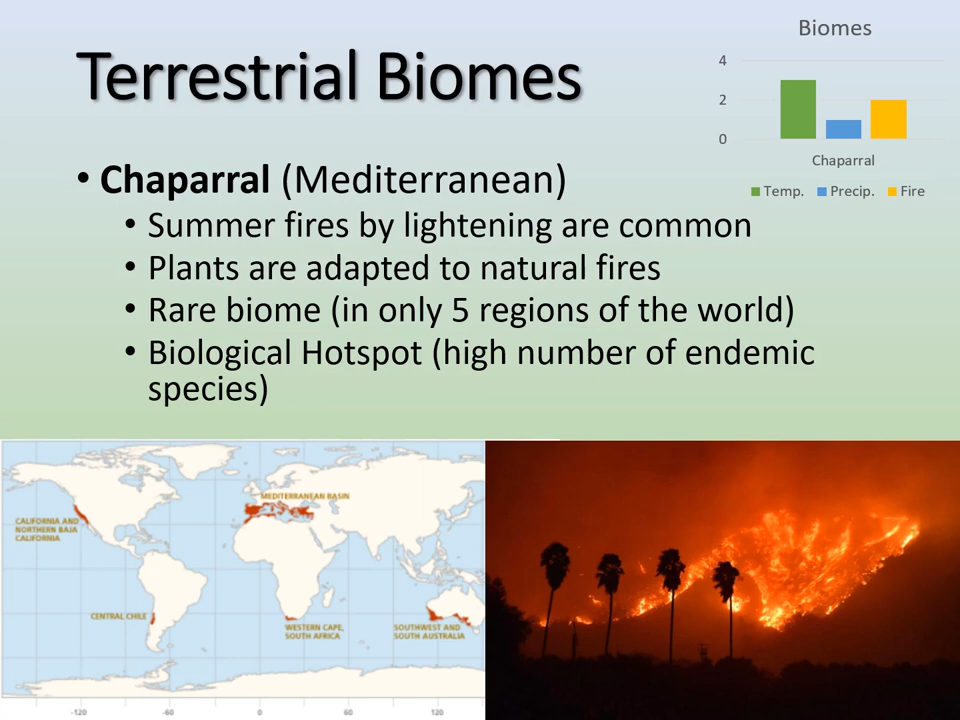 Terrestrial Biomes
Biomes
4
2
0
Chaparral
Temp. Precip. Fire
• Chaparral (Mediterranean)
• Summer fires by lightening are common
• Plants are adapted to natural fires
• Rare biome (in only 5 regions of the world)
• Biological Hotspot (high number of endemic
species)
MEDITERRANEAN BASIN
CALIFORNIA AND
NORTHERN BAJA
CALIFORNIA
CENTRAL CHILE
WESTERN CAPE,
SOUTH AFRICA
SOUTHWEST AND
SOUTH AUSTRALIA
-120 -60 0 60 120